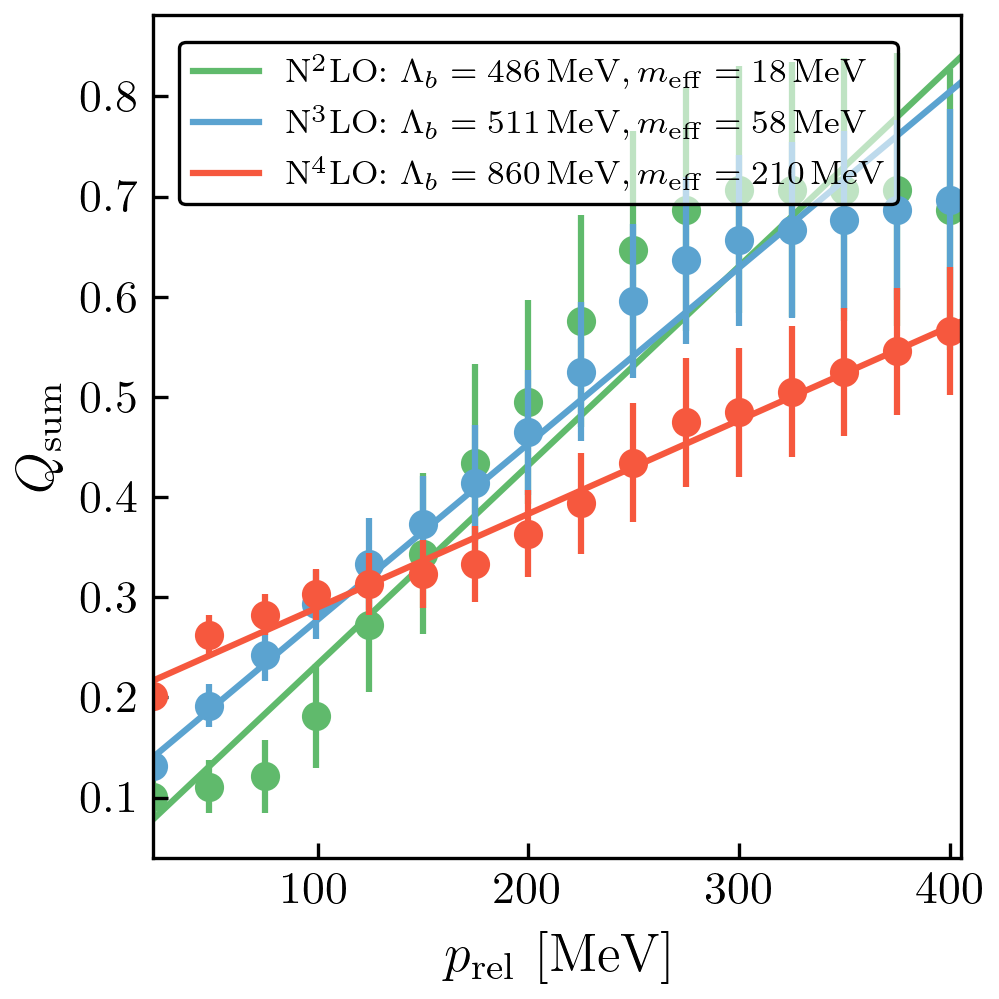 N²LO: Λ_b = 486 MeV, m_eff = 18 MeV
N³LO: Λ_b = 511 MeV, m_eff = 58 MeV
N⁴LO: Λ_b = 860 MeV, m_eff = 210 MeV
0.8
0.7
0.6
0.5
0.4
0.3
0.2
0.1
Q_sum
100 200 300 400
p_rel [MeV]